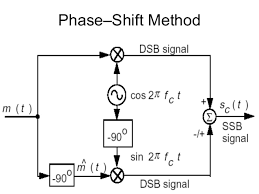 Phase–Shift Method
DSB signal
cos 2π f_c t
m (t)
+
s_c (t)
Σ
-90°
-/+
SSB
signal
-90°
m̂ (t)
sin 2π f_c t
DSB signal